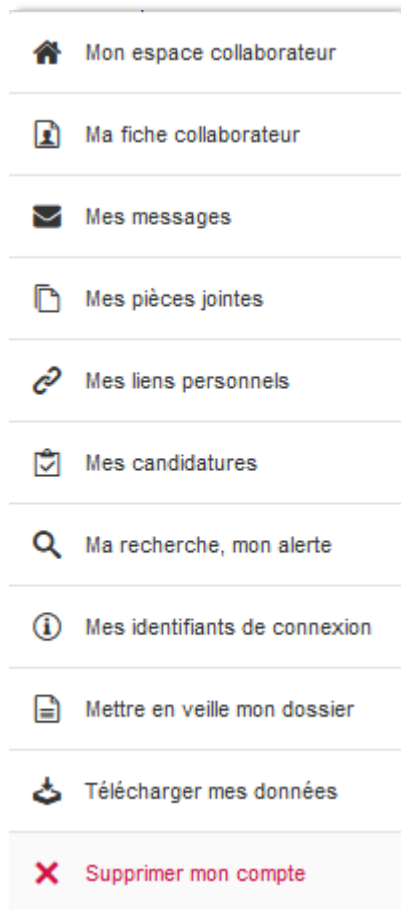 Mon espace collaborateur
Ma fiche collaborateur
Mes messages
Mes pièces jointes
Mes liens personnels
Mes candidatures
Ma recherche, mon alerte
Mes identifiants de connexion
Mettre en veille mon dossier
Télécharger mes données
Supprimer mon compte